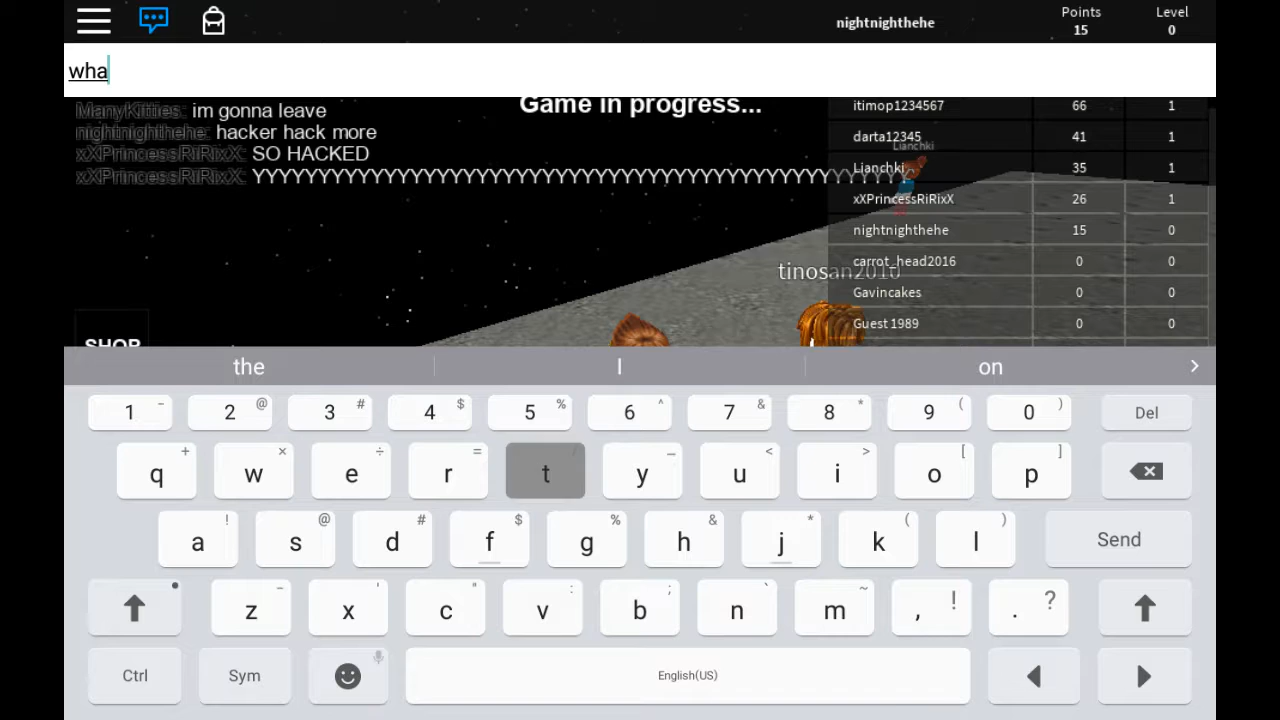 nightnighthehe
Points
15
Level
0
wha
Game in progress...
ManyKitties: im gonna leave
nightnighthehe: hacker hack more
xXPrincessRiRixX: SO HACKED
xXPrincessRiRixX:
itimop1234567 66 1
darta12345 41 1
Lianchki
Lianchki 35 1
xXPrincessRiRixX 26 1
nightnighthehe 15 0
tinosan2010
carrot_head2016 0 0
Gavincakes 0 0
Guest 1989 0 0
SHOP
the I on >
1 - 2 @ 3 # 4 $ 5 % 6 ^ 7 & 8 * 9 ( 0 ) Del
q + w × e ÷ r = t / y _ u < i > o [ p ]
a ! s @ d # f $ g % h & j * k ( l ) Send
z - x ' c " v : b ; n ` m ~ , ! . ?
Ctrl Sym English(US)